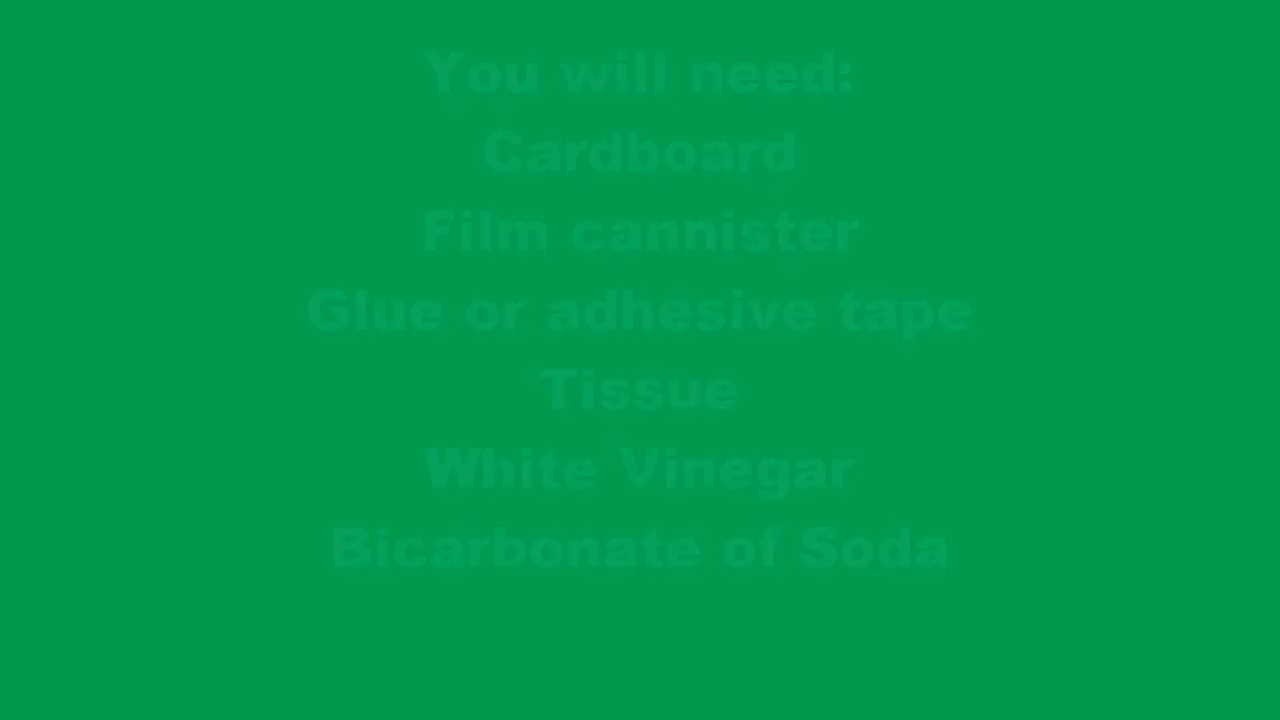 You will need:
Cardboard
Film cannister
Glue or adhesive tape
Tissue
White Vinegar
Bicarbonate of Soda